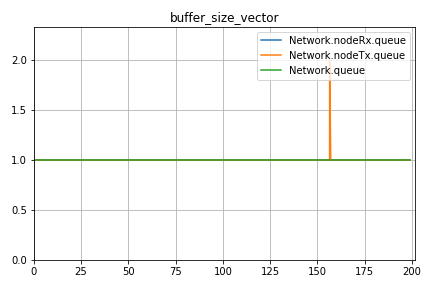 buffer_size_vector
Network.nodeRx.queue
Network.nodeTx.queue
Network.queue
2.0
1.5
1.0
0.5
0.0
0 25 50 75 100 125 150 175 200